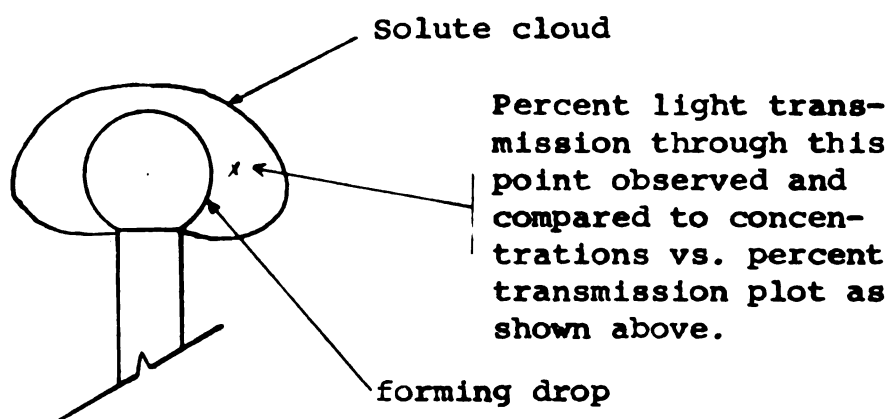 Solute cloud
Percent light trans-
mission through this
point observed and
compared to concen-
trations vs. percent
transmission plot as
shown above.
forming drop